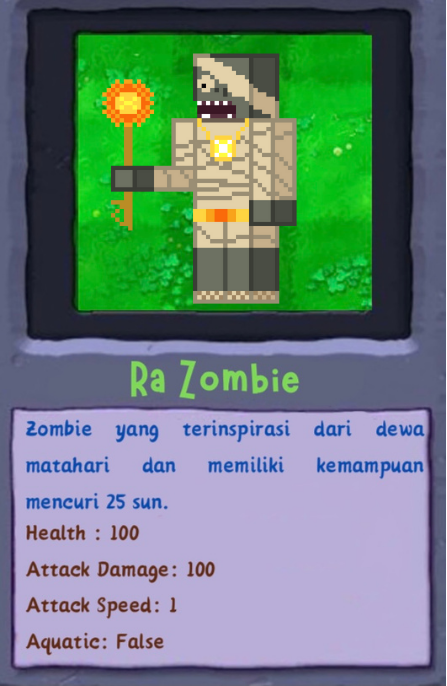 Ra Zombie
Zombie yang terinspirasi dari dewa
matahari dan memiliki kemampuan
mencuri 25 sun.
Health : 100
Attack Damage: 100
Attack Speed: 1
Aquatic: False